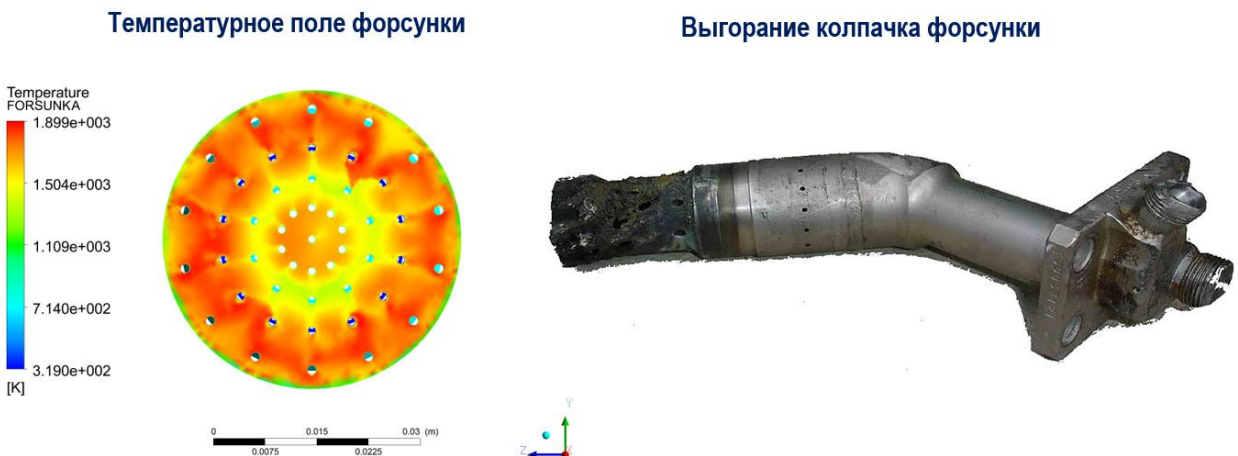 Температурное поле форсунки
Выгорание колпачка форсунки
Temperature
FORSUNKA
1.899e+003
1.504e+003
1.109e+003
7.140e+002
3.190e+002
[K]
0 0.015 0.03 (m)
0.0075 0.0225
Y
Z X